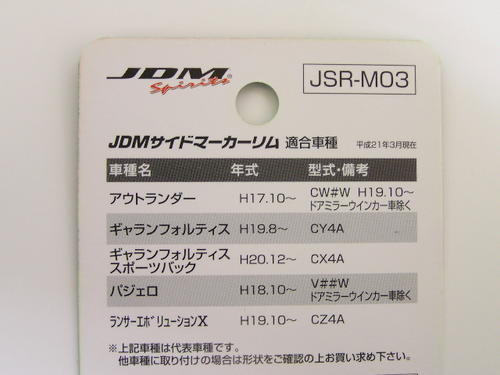 JDM Spirits®
JSR-M03
JDMサイドマーカーリム 適合車種 平成21年3月現在
車種名 年式 型式・備考
アウトランダー H17.10〜 CW#W H19.10〜
ドアミラーウインカー車除く
ギャランフォルティス H19.8〜 CY4A
ギャランフォルティス
スポーツバック H20.12〜 CX4A
パジェロ H18.10〜 V##W
ドアミラーウインカー車除く
ランサーエボリューションX H19.10〜 CZ4A
※上記車種は代表車種です。
他車種に取り付けの場合は形状をご確認の上お買い求め下さい。